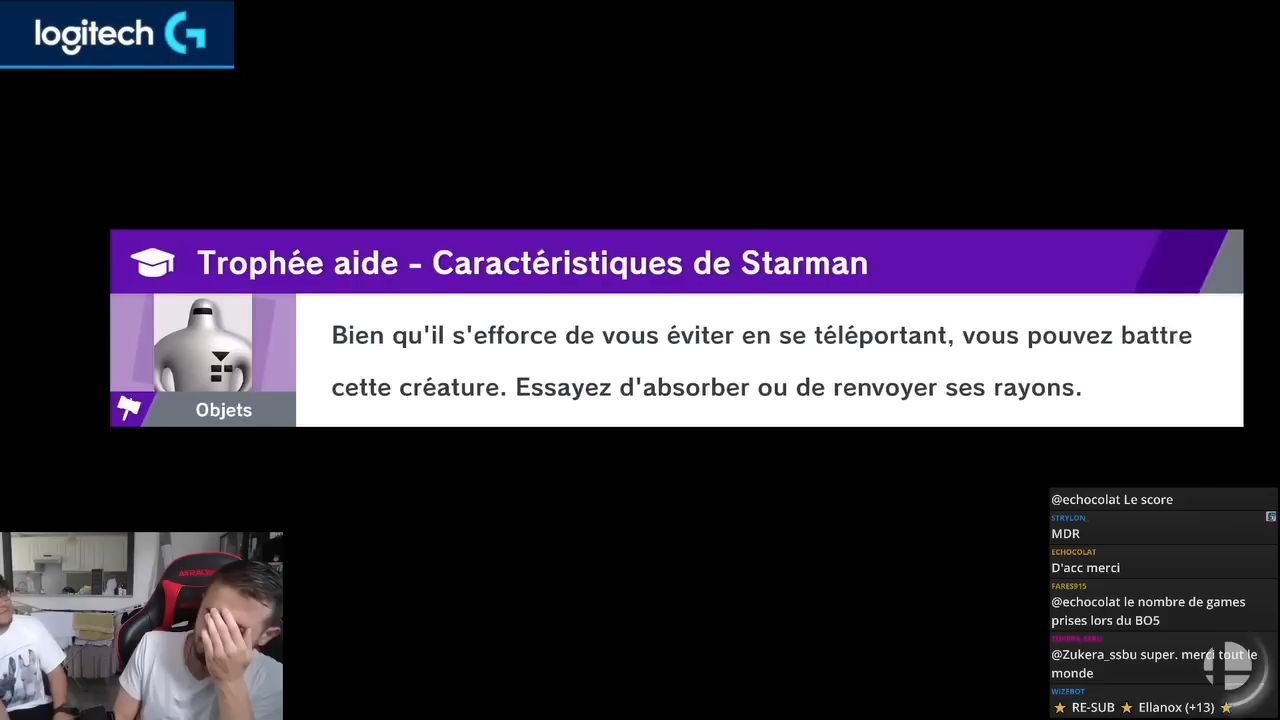 logitech G
Trophée aide - Caractéristiques de Starman
Bien qu'il s'efforce de vous éviter en se téléportant, vous pouvez battre
cette créature. Essayez d'absorber ou de renvoyer ses rayons.
Objets
@echocolat Le score
STRYLON_
MDR
ECHOCOLAT
D'acc merci
FARES915
@echocolat le nombre de games
prises lors du BO5
ZUKERA_SSBU
@Zukera_ssbu super. merci tout le
monde
WIZEBOT
RE-SUB Ellanox (+13)
AKRACING